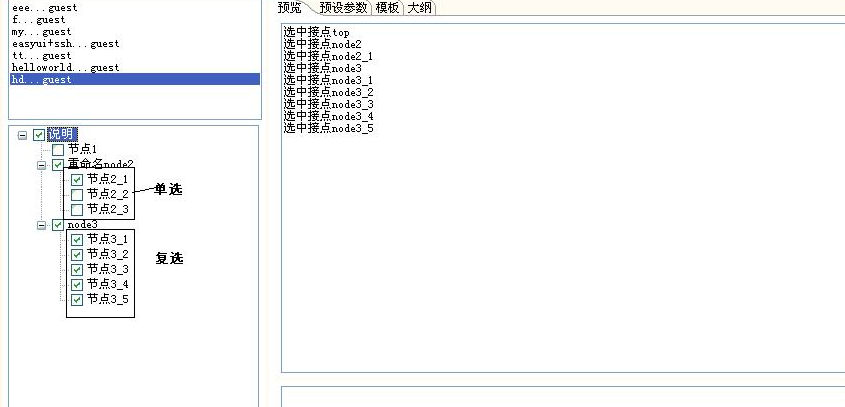 eee...guest
f...guest
my...guest
easyui+ssh...guest
tt...guest
helloworld...guest
hd...guest
说明
节点1
重命名node2
节点2_1
节点2_2
节点2_3
单选
node3
节点3_1
节点3_2
节点3_3
节点3_4
节点3_5
复选
预览 预设参数 模板 大纲
选中接点top
选中接点node2
选中接点node2_1
选中接点node3
选中接点node3_1
选中接点node3_2
选中接点node3_3
选中接点node3_4
选中接点node3_5